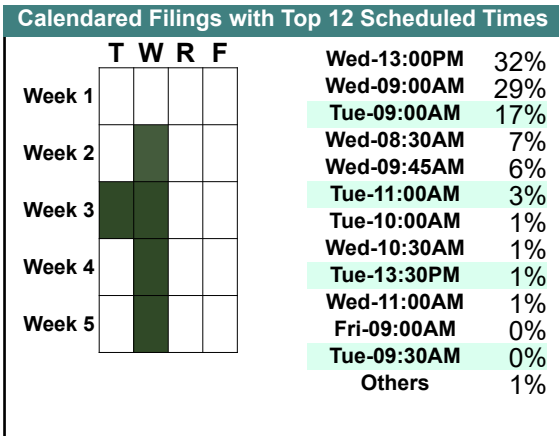 Calendared Filings with Top 12 Scheduled Times
T W R F
Week 1
Week 2
Week 3
Week 4
Week 5
Wed-13:00PM 32%
Wed-09:00AM 29%
Tue-09:00AM 17%
Wed-08:30AM 7%
Wed-09:45AM 6%
Tue-11:00AM 3%
Tue-10:00AM 1%
Wed-10:30AM 1%
Tue-13:30PM 1%
Wed-11:00AM 1%
Fri-09:00AM 0%
Tue-09:30AM 0%
Others 1%